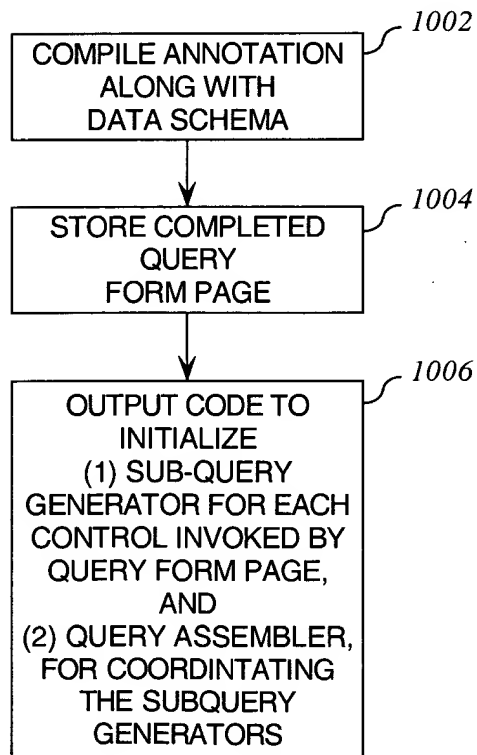 1002
COMPILE ANNOTATION
ALONG WITH
DATA SCHEMA
1004
STORE COMPLETED
QUERY
FORM PAGE
1006
OUTPUT CODE TO
INITIALIZE
(1) SUB-QUERY
GENERATOR FOR EACH
CONTROL INVOKED BY
QUERY FORM PAGE,
AND
(2) QUERY ASSEMBLER,
FOR COORDINTATING
THE SUBQUERY
GENERATORS